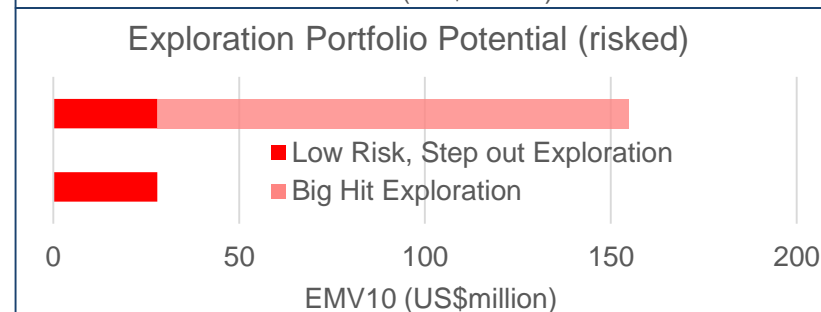 Exploration Portfolio Potential (risked)
Low Risk, Step out Exploration
Big Hit Exploration
0 50 100 150 200
EMV10 (US$million)